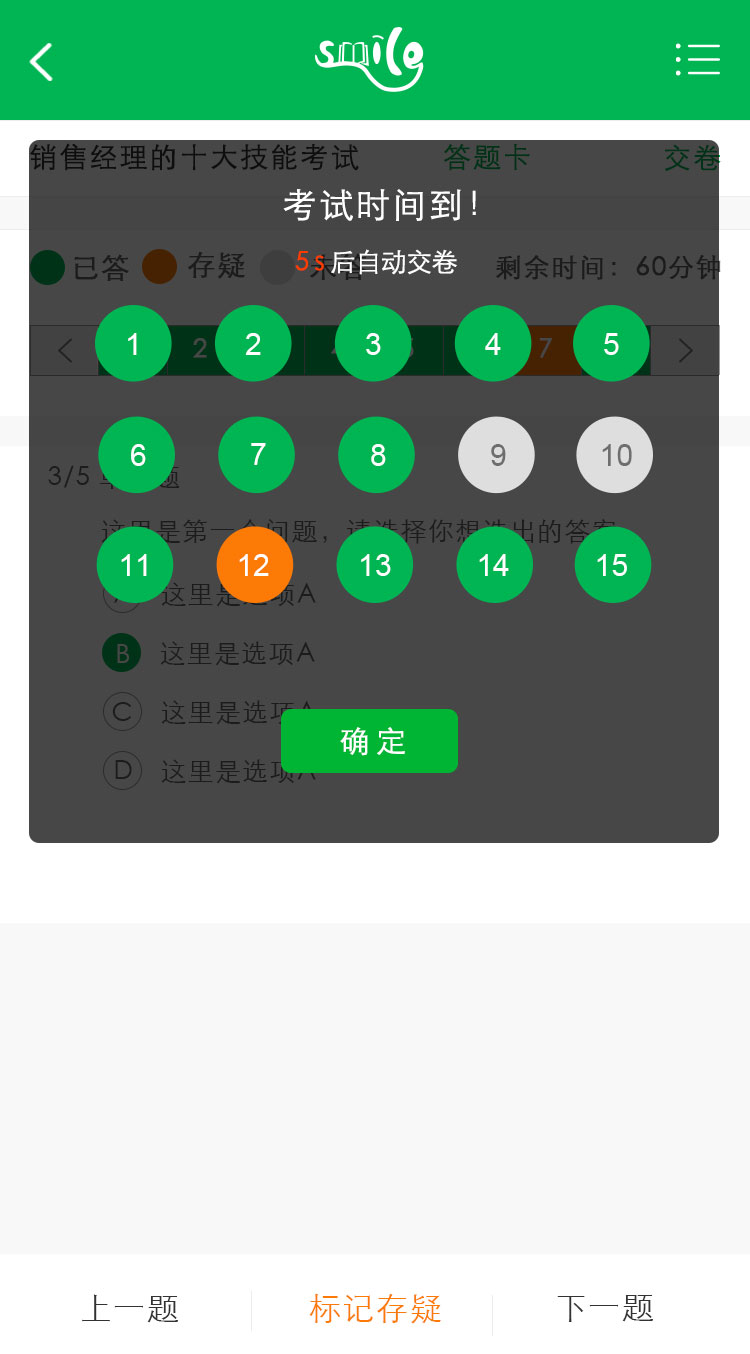 smile
销售经理的十大技能考试 答题卡 交卷
考试时间到！
已答 存疑 5s后自动交卷 剩余时间：60分钟
1 2 3 4 5
2 7
6 7 8 9 10
3/5 题
这里是第一个问题，请选择你想选出的答案
11 12 13 14 15
这里是选项A
B 这里是选项A
C 这里是选项A
确定
D 这里是选项A
上一题 标记存疑 下一题